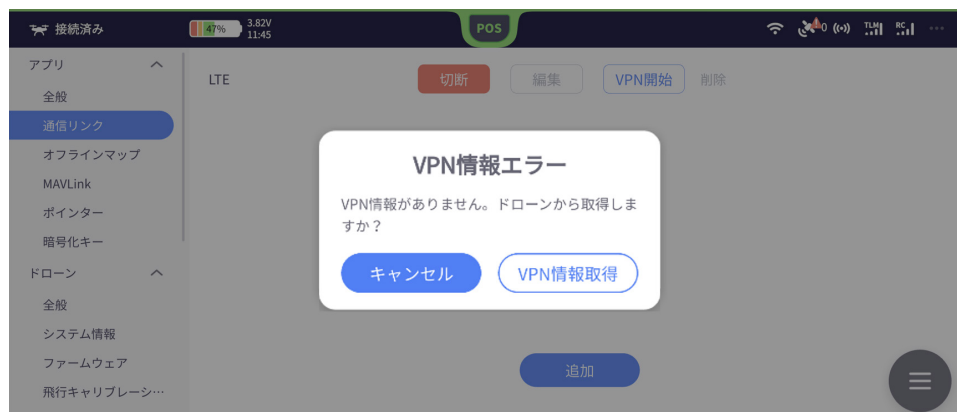 接続済み
47%
3.82V
11:45
POS
0
TLM
RC
アプリ
全般
通信リンク
オフラインマップ
MAVLink
ポインター
暗号化キー
ドローン
全般
システム情報
ファームウェア
飛行キャリブレーシ…
LTE
切断
編集
VPN開始
削除
VPN情報エラー
VPN情報がありません。ドローンから取得しま
すか？
キャンセル
VPN情報取得
追加